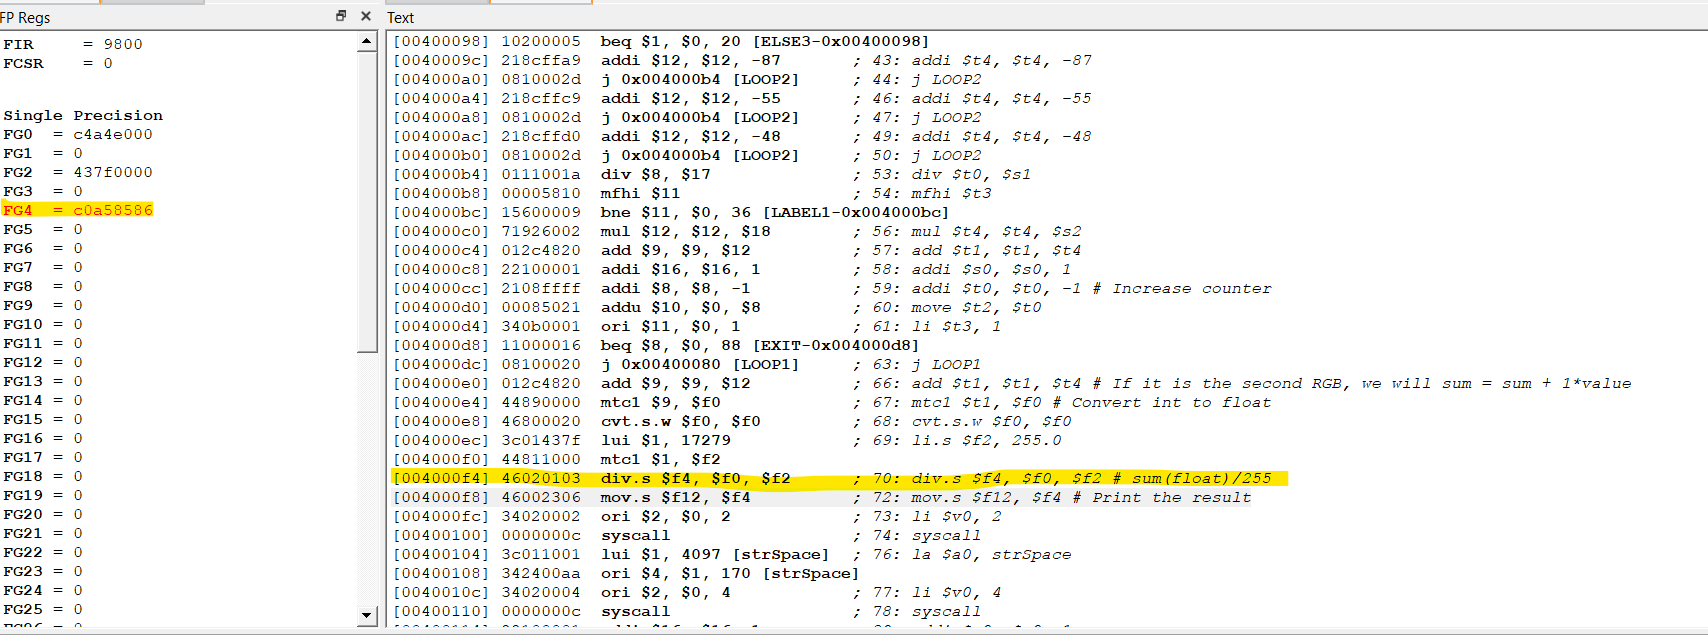 FP Regs
FIR = 9800
FCSR = 0
Single Precision
FG0 = c4a4e000
FG1 = 0
FG2 = 437f0000
FG3 = 0
FG4 = c0a58586
FG5 = 0
FG6 = 0
FG7 = 0
FG8 = 0
FG9 = 0
FG10 = 0
FG11 = 0
FG12 = 0
FG13 = 0
FG14 = 0
FG15 = 0
FG16 = 0
FG17 = 0
FG18 = 0
FG19 = 0
FG20 = 0
FG21 = 0
FG22 = 0
FG23 = 0
FG24 = 0
FG25 = 0
Text
[00400098] 10200005 beq $1, $0, 20 [ELSE3-0x00400098]
[0040009c] 218cffa9 addi $12, $12, -87 ; 43: addi $t4, $t4, -87
[004000a0] 0810002d j 0x004000b4 [LOOP2] ; 44: j LOOP2
[004000a4] 218cffc9 addi $12, $12, -55 ; 46: addi $t4, $t4, -55
[004000a8] 0810002d j 0x004000b4 [LOOP2] ; 47: j LOOP2
[004000ac] 218cffd0 addi $12, $12, -48 ; 49: addi $t4, $t4, -48
[004000b0] 0810002d j 0x004000b4 [LOOP2] ; 50: j LOOP2
[004000b4] 0111001a div $8, $17 ; 53: div $t0, $s1
[004000b8] 00005810 mfhi $11 ; 54: mfhi $t3
[004000bc] 15600009 bne $11, $0, 36 [LABEL1-0x004000bc]
[004000c0] 71926002 mul $12, $12, $18 ; 56: mul $t4, $t4, $s2
[004000c4] 012c4820 add $9, $9, $12 ; 57: add $t1, $t1, $t4
[004000c8] 22100001 addi $16, $16, 1 ; 58: addi $s0, $s0, 1
[004000cc] 2108ffff addi $8, $8, -1 ; 59: addi $t0, $t0, -1 # Increase counter
[004000d0] 00085021 addu $10, $0, $8 ; 60: move $t2, $t0
[004000d4] 340b0001 ori $11, $0, 1 ; 61: li $t3, 1
[004000d8] 11000016 beq $8, $0, 88 [EXIT-0x004000d8]
[004000dc] 08100020 j 0x00400080 [LOOP1] ; 63: j LOOP1
[004000e0] 012c4820 add $9, $9, $12 ; 66: add $t1, $t1, $t4 # If it is the second RGB, we will sum = sum + 1*value
[004000e4] 44890000 mtc1 $9, $f0 ; 67: mtc1 $t1, $f0 # Convert int to float
[004000e8] 46800020 cvt.s.w $f0, $f0 ; 68: cvt.s.w $f0, $f0
[004000ec] 3c01437f lui $1, 17279 ; 69: li.s $f2, 255.0
[004000f0] 44811000 mtc1 $1, $f2
[004000f4] 46020103 div.s $f4, $f0, $f2 ; 70: div.s $f4, $f0, $f2 # sum(float)/255
[004000f8] 46002306 mov.s $f12, $f4 ; 72: mov.s $f12, $f4 # Print the result
[004000fc] 34020002 ori $2, $0, 2 ; 73: li $v0, 2
[00400100] 0000000c syscall ; 74: syscall
[00400104] 3c011001 lui $1, 4097 [strSpace] ; 76: la $a0, strSpace
[00400108] 342400aa ori $4, $1, 170 [strSpace]
[0040010c] 34020004 ori $2, $0, 4 ; 77: li $v0, 4
[00400110] 0000000c syscall ; 78: syscall